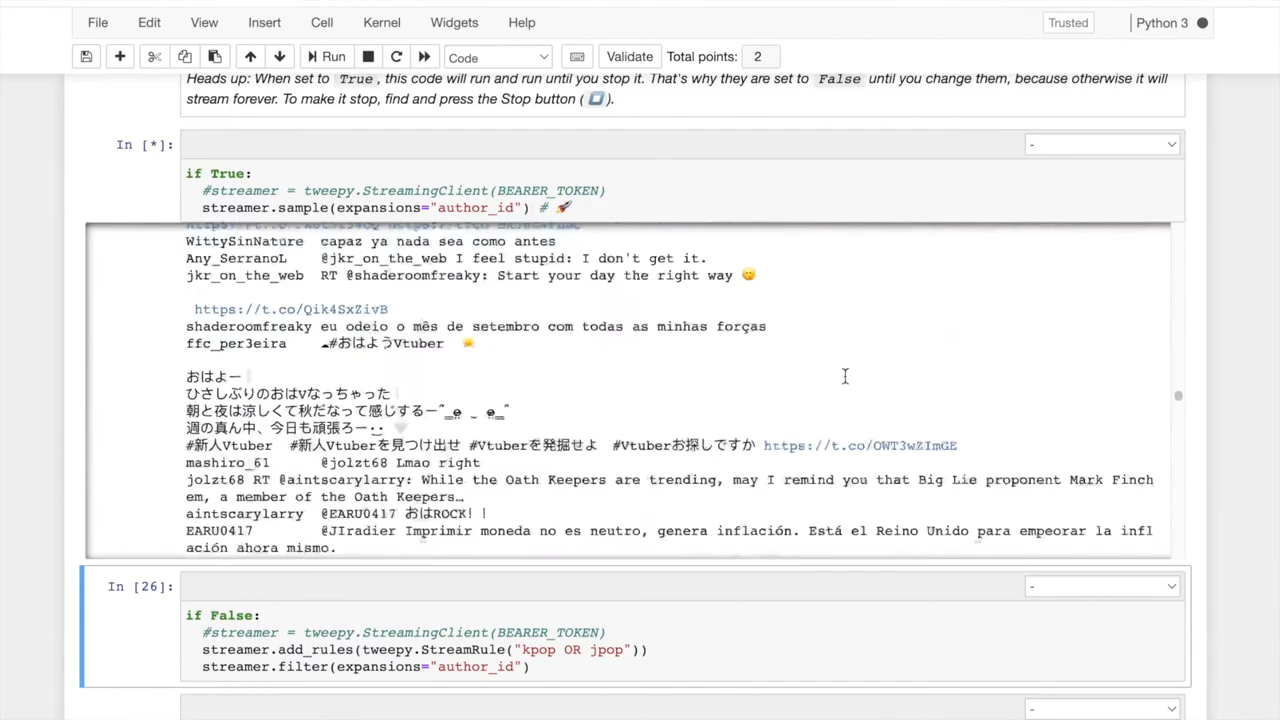 File Edit View Insert Cell Kernel Widgets Help Trusted Python 3
Run Code Validate Total points: 2
Heads up: When set to True, this code will run and run until you stop it. That's why they are set to False until you change them, because otherwise it will
stream forever. To make it stop, find and press the Stop button ( ).
In [*]: -
if True:
#streamer = tweepy.StreamingClient(BEARER_TOKEN)
streamer.sample(expansions="author_id") # 🚀
WittySinNature capaz ya nada sea como antes
Any_SerranoL @jkr_on_the_web I feel stupid: I don't get it.
jkr_on_the_web RT @shaderoomfreaky: Start your day the right way 😋
https://t.co/Qik4SxZivB
shaderoomfreaky eu odeio o mês de setembro com todas as minhas forças
ffc_per3eira ☁#おはようVtuber
おはよー
ひさしぶりのおはVなっちゃった
朝と夜は涼しくて秋だなって感じするー
週の真ん中、今日も頑張ろー
#新人Vtuber #新人Vtuberを見つけ出せ #Vtuberを発掘せよ #Vtuberお探しですか https://t.co/OWT3wZImGE
mashiro_61 @jolzt68 Lmao right
jolzt68 RT @aintscarylarry: While the Oath Keepers are trending, may I remind you that Big Lie proponent Mark Finch
em, a member of the Oath Keepers…
aintscarylarry @EARU0417 おはROCK!!
EARU0417 @JIradier Imprimir moneda no es neutro, genera inflación. Está el Reino Unido para empeorar la infl
ación ahora mismo.
In [26]: -
if False:
#streamer = tweepy.StreamingClient(BEARER_TOKEN)
streamer.add_rules(tweepy.StreamRule("kpop OR jpop"))
streamer.filter(expansions="author_id")
-